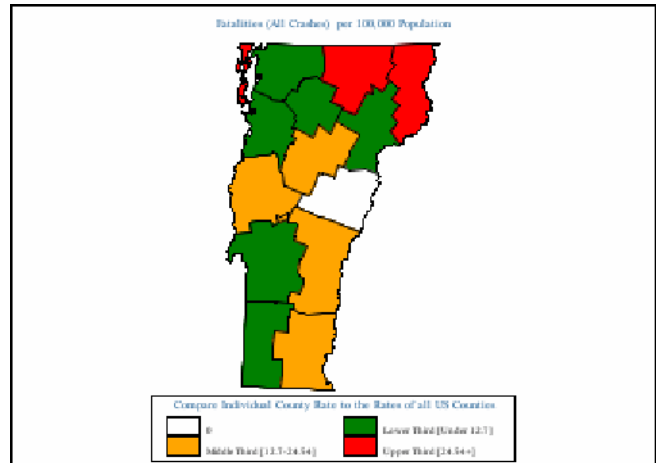 Fatalities (All Crashes) per 100,000 Population
Compare Individual County Rate to the Rates of all US Counties
0
Lower Third [Under 12.7]
Middle Third [12.7-24.54]
Upper Third [24.54+]